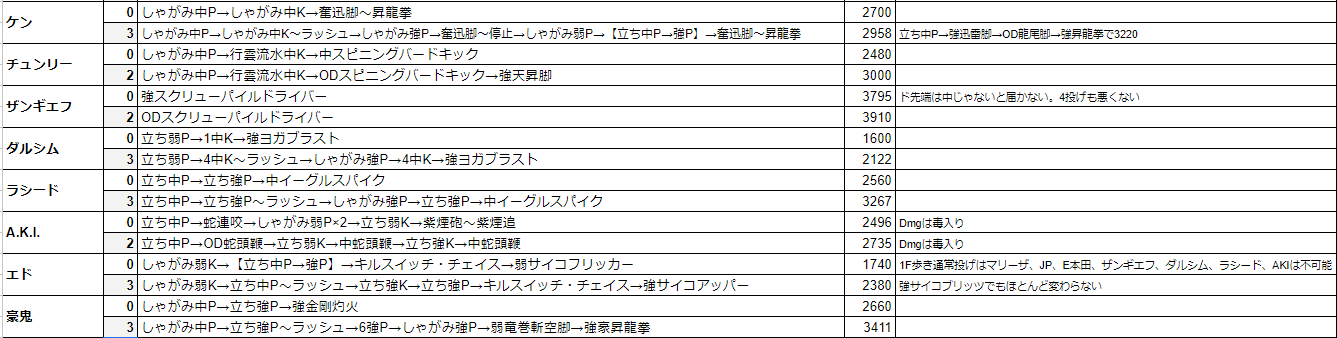 ケン
0 しゃがみ中P→しゃがみ中K→奮迅脚～昇龍拳 2700
3 しゃがみ中P→しゃがみ中K～ラッシュ→しゃがみ強P→奮迅脚～停止→しゃがみ弱P→【立ち中P→強P】→奮迅脚～昇龍拳 2958 立ち中P→強迅雷脚→OD龍尾脚→強昇龍拳で3220
チュンリー
0 しゃがみ中P→行雲流水中K→中スピニングバードキック 2480
2 しゃがみ中P→行雲流水中K→ODスピニングバードキック→強天昇脚 3000
ザンギエフ
0 強スクリューパイルドライバー 3795 ド先端は中じゃないと届かない。4投げも悪くない
2 ODスクリューパイルドライバー 3910
ダルシム
0 立ち弱P→1中K→強ヨガブラスト 1600
3 立ち弱P→4中K～ラッシュ→しゃがみ強P→4中K→強ヨガブラスト 2122
ラシード
0 立ち中P→立ち強P→中イーグルスパイク 2560
3 立ち中P→立ち強P～ラッシュ→しゃがみ強P→立ち強P→中イーグルスパイク 3267
A.K.I.
0 立ち中P→蛇連咬→しゃがみ弱P×2→立ち弱K→紫煙砲～紫煙追 2496 Dmgは毒入り
2 立ち中P→OD蛇頭鞭→立ち弱K→中蛇頭鞭→立ち強K→中蛇頭鞭 2735 Dmgは毒入り
エド
0 しゃがみ弱K→【立ち中P→強P】→キルスイッチ・チェイス→弱サイコフリッカー 1740 1F歩き通常投げはマリーザ、JP、E本田、ザンギエフ、ダルシム、ラシード、AKIは不可能
3 しゃがみ弱K→立ち中P～ラッシュ→立ち強K→立ち強P→キルスイッチ・チェイス→強サイコアッパー 2380 強サイコブリッツでもほとんど変わらない
豪鬼
0 しゃがみ中P→立ち強P→強金剛灼火 2660
3 しゃがみ中P→立ち強P～ラッシュ→6強P→しゃがみ強P→弱竜巻斬空脚→強豪昇龍拳 3411